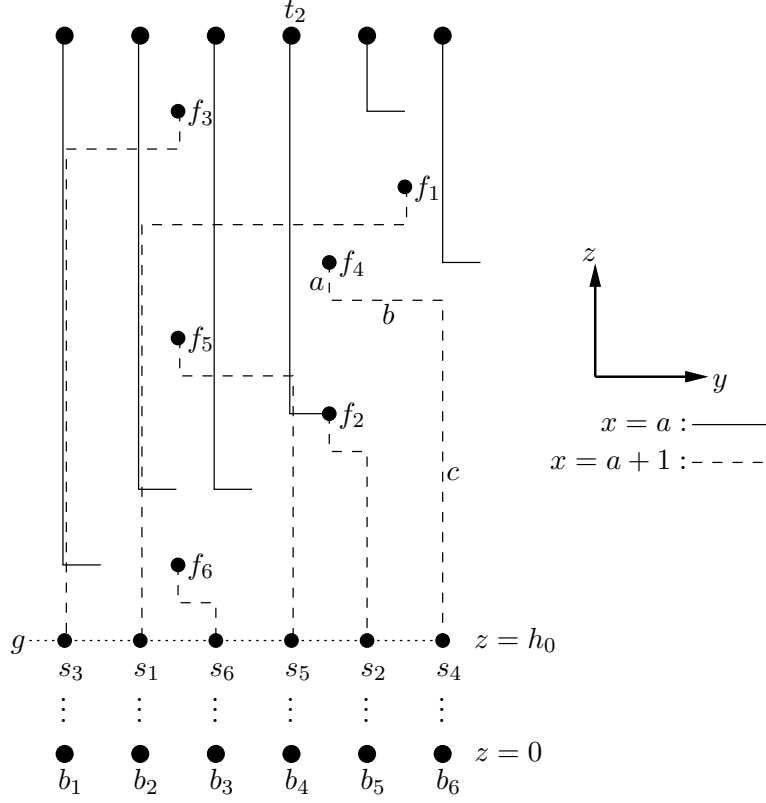 t₂
f₃
f₁
f₄
a
b
f₅
f₂
c
f₆
z
y
x = a :
x = a + 1 :
g
z = h₀
s₃ s₁ s₆ s₅ s₂ s₄
z = 0
b₁ b₂ b₃ b₄ b₅ b₆